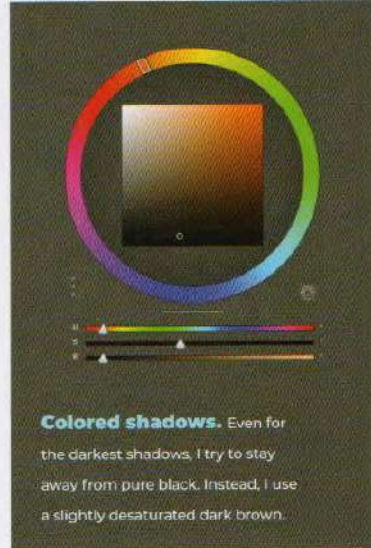 Colored shadows. Even for
the darkest shadows, I try to stay
away from pure black. Instead, I use
a slightly desaturated dark brown.